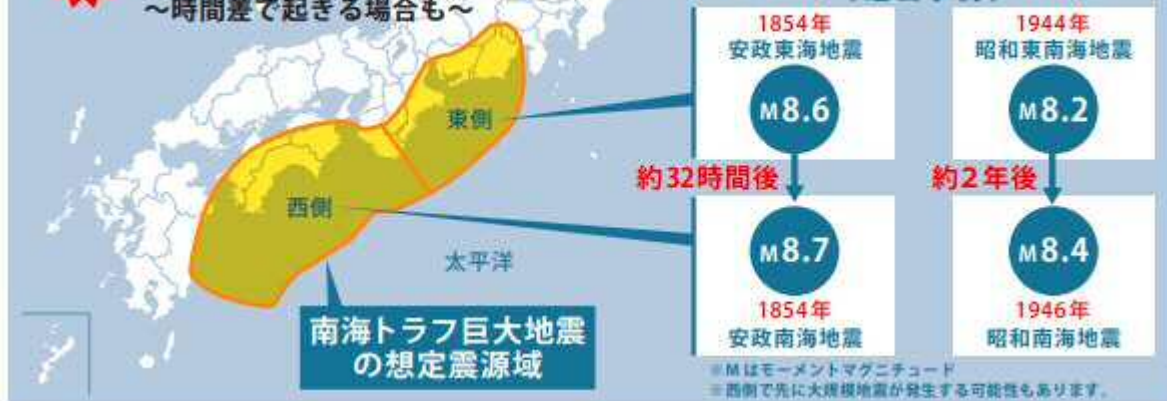 ～時間差で起きる場合も～
東側
西側
太平洋
南海トラフ巨大地震
の想定震源域
1854年
安政東海地震
M8.6
約32時間後
M8.7
1854年
安政南海地震
1944年
昭和東南海地震
M8.2
約2年後
M8.4
1946年
昭和南海地震
※Mはモーメントマグニチュード
※西側で先に大規模地震が発生する可能性もあります。